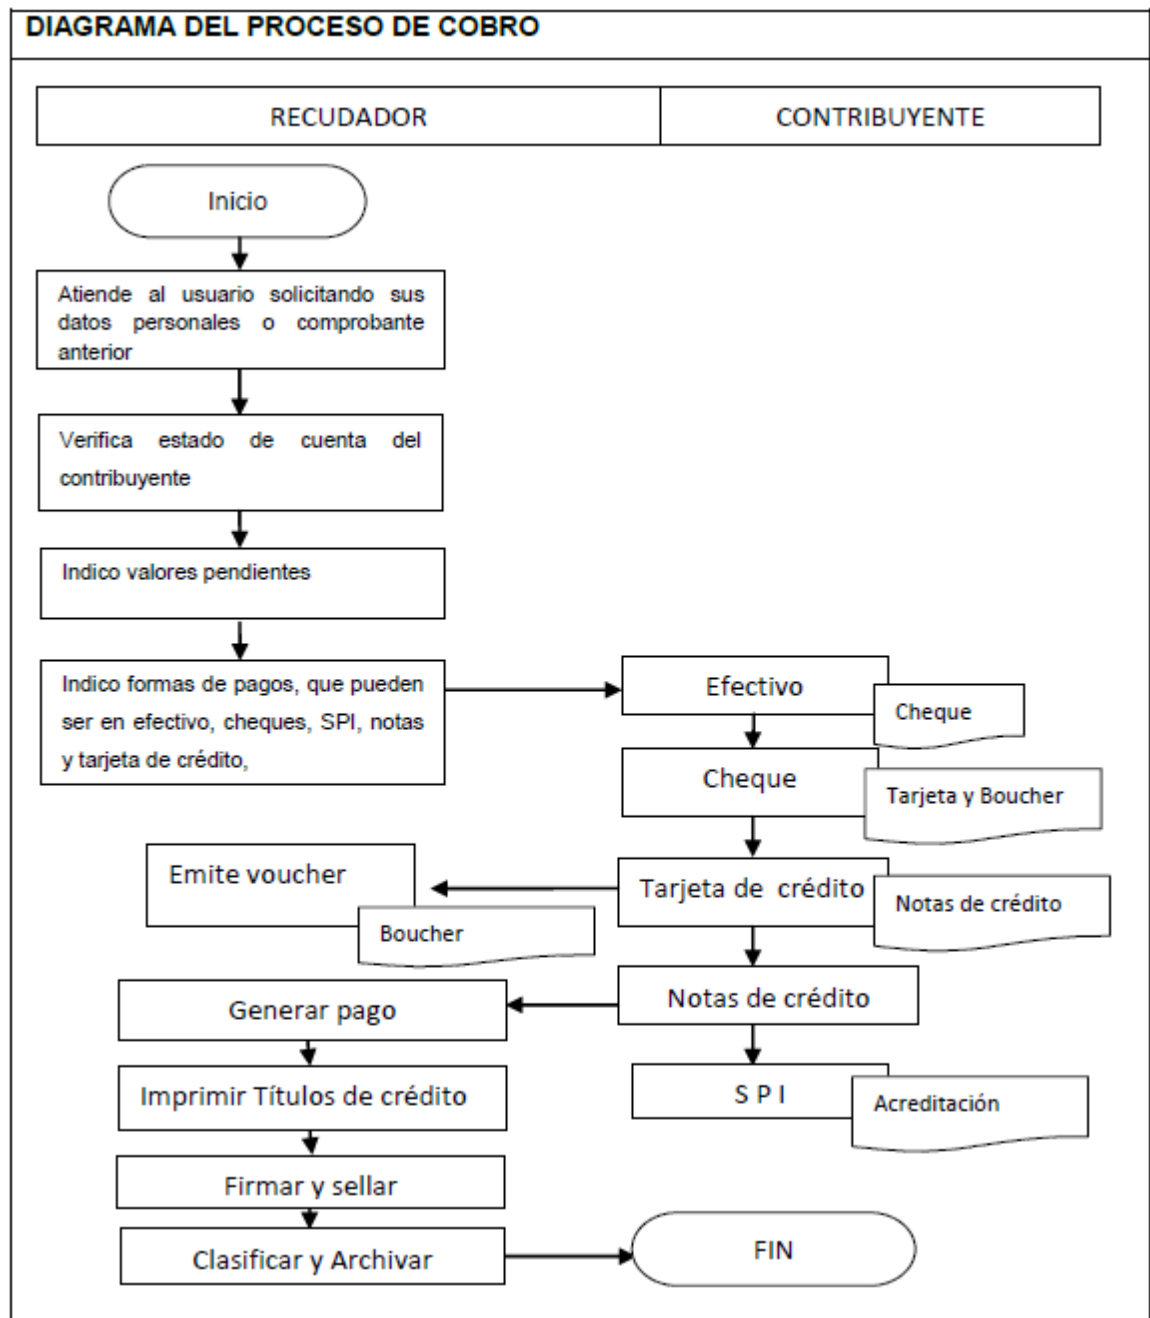 DIAGRAMA DEL PROCESO DE COBRO
RECUDADOR
CONTRIBUYENTE
Inicio
Atiende al usuario solicitando sus
datos personales o comprobante
anterior
Verifica estado de cuenta del
contribuyente
Indico valores pendientes
Indico formas de pagos, que pueden
ser en efectivo, cheques, SPI, notas
y tarjeta de crédito,
Efectivo
Cheque
Cheque
Tarjeta y Boucher
Emite voucher
Boucher
Tarjeta de crédito
Notas de crédito
Notas de crédito
Generar pago
Imprimir Títulos de crédito
S P I
Acreditación
Firmar y sellar
Clasificar y Archivar
FIN